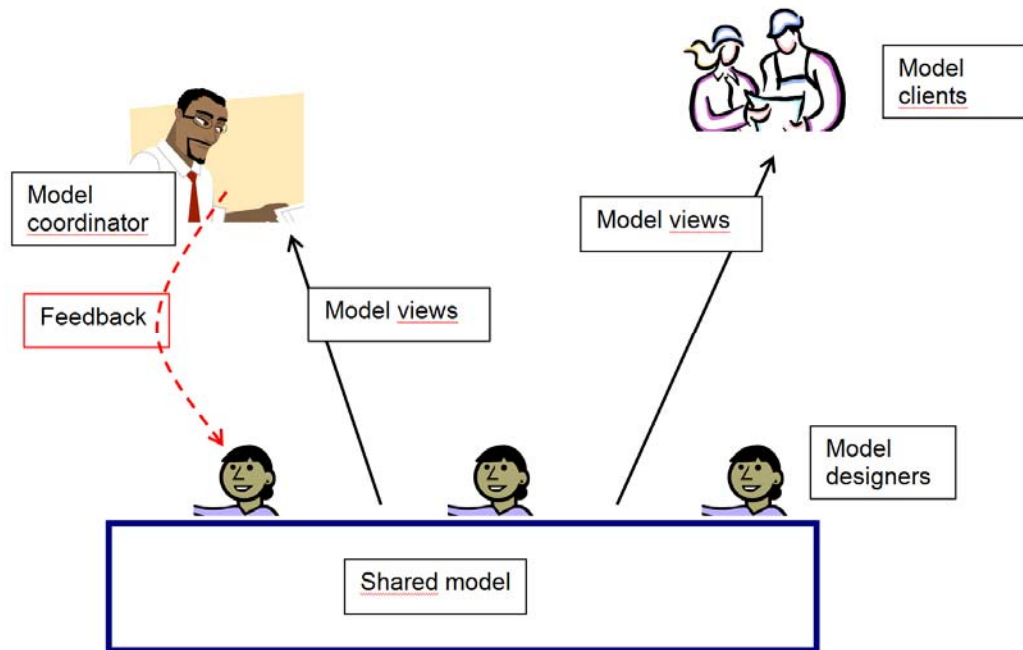 Model
clients
Model
coordinator
Model views
Feedback
Model views
Model
designers
Shared model